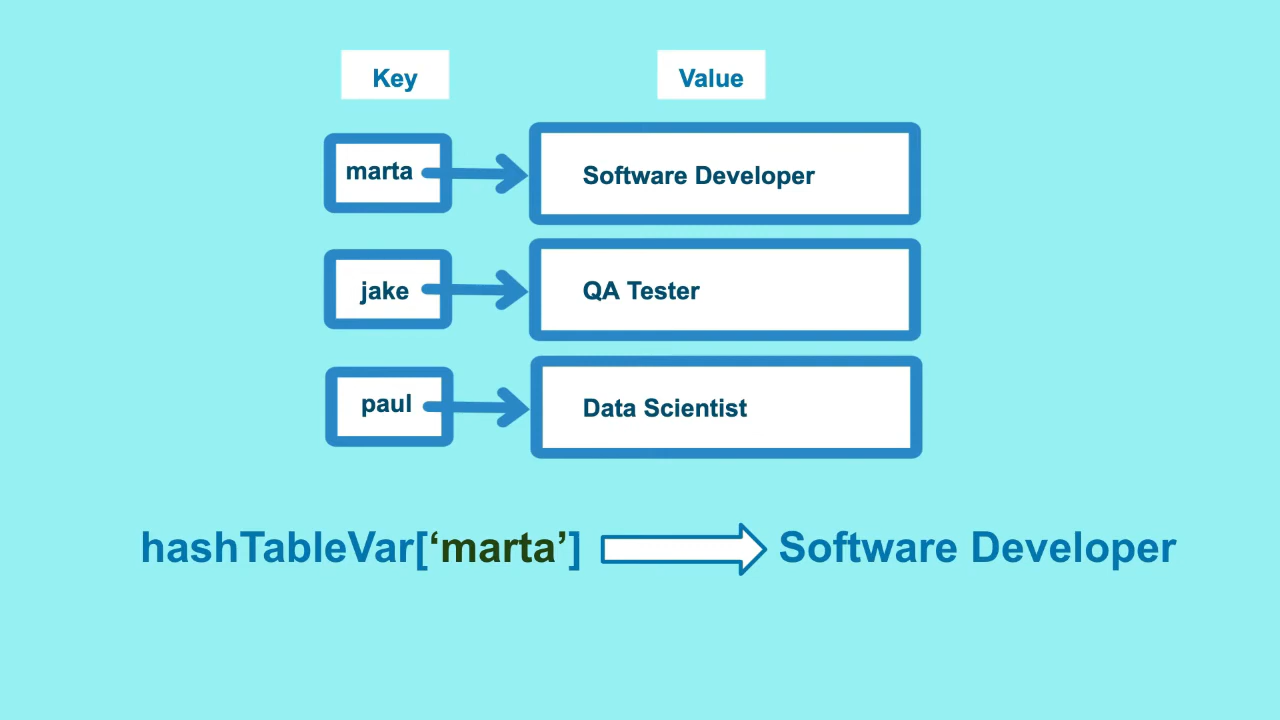 Key Value
marta Software Developer
jake QA Tester
paul Data Scientist
hashTableVar[‘marta’] Software Developer